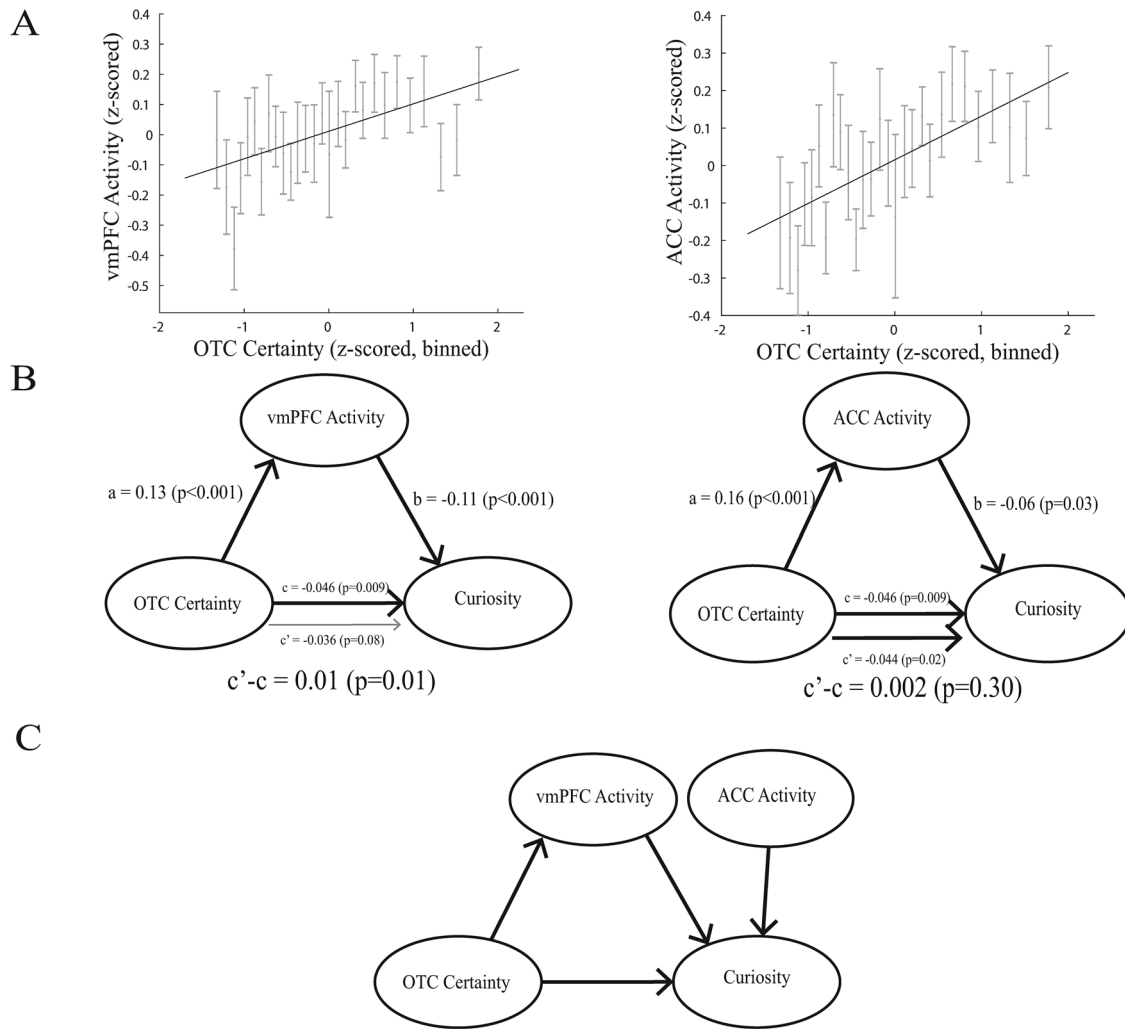 A
vmPFC Activity (z-scored)
0.4
0.3
0.2
0.1
0
-0.1
-0.2
-0.3
-0.4
-0.5
-2
-1
0
1
2
OTC Certainty (z-scored, binned)
ACC Activity (z-scored)
0.4
0.3
0.2
0.1
0
-0.1
-0.2
-0.3
-0.4
-2
-1
0
1
2
OTC Certainty (z-scored, binned)
B
vmPFC Activity
a = 0.13 (p<0.001)
b = -0.11 (p<0.001)
OTC Certainty
c = -0.046 (p=0.009)
c' = -0.036 (p=0.08)
Curiosity
c'-c = 0.01 (p=0.01)
ACC Activity
a = 0.16 (p<0.001)
b = -0.06 (p=0.03)
OTC Certainty
c = -0.046 (p=0.009)
c' = -0.044 (p=0.02)
Curiosity
c'-c = 0.002 (p=0.30)
C
vmPFC Activity
ACC Activity
OTC Certainty
Curiosity